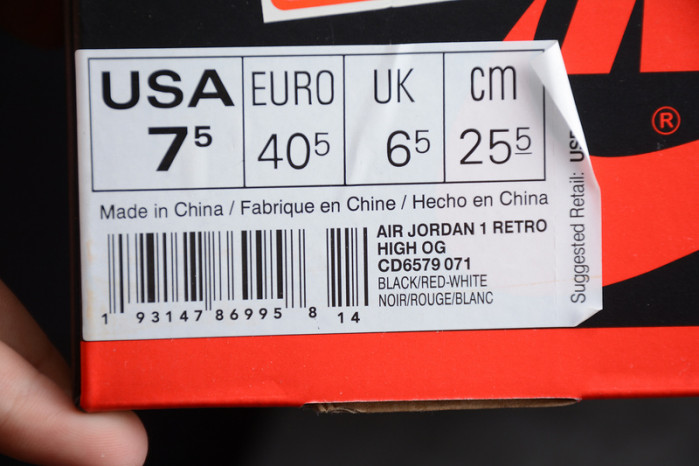 USA EURO UK cm
7⁵ 40⁵ 6⁵ 25⁵
Made in China / Fabrique en Chine / Hecho en China
AIR JORDAN 1 RETRO
HIGH OG
CD6579 071
BLACK/RED-WHITE
NOIR/ROUGE/BLANC
1 93147 86995 8 14
Suggested Retail:
®